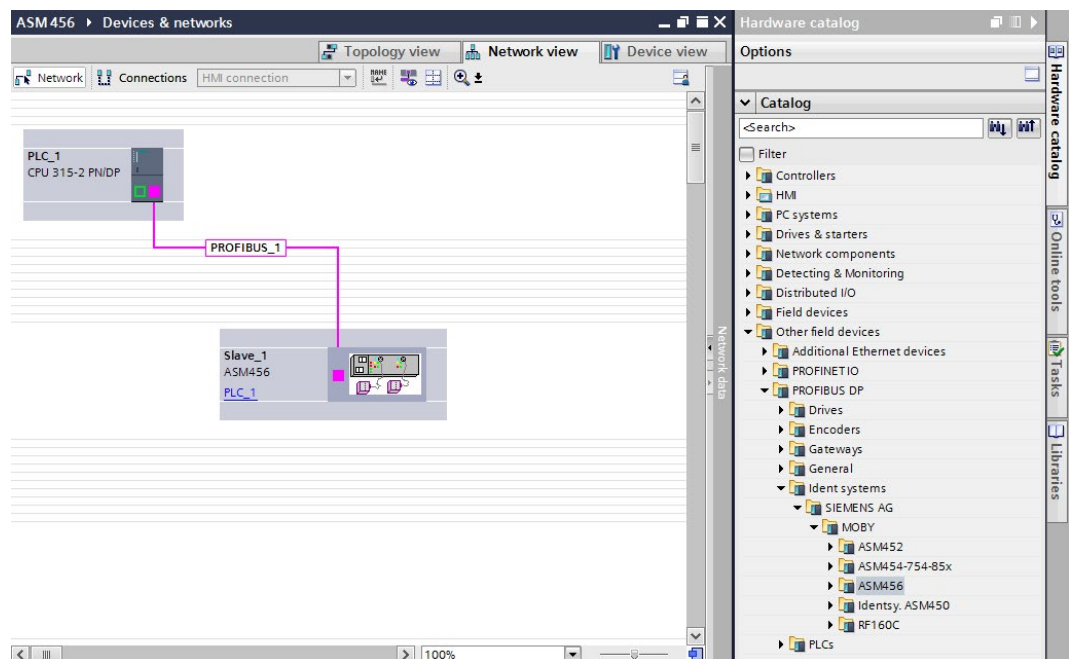 ASM 456 ▸ Devices & networks
Topology view
Network view
Device view
Network
Connections
HMI connection
PLC_1
CPU 315-2 PN/DP
PROFIBUS_1
Slave_1
ASM456
PLC_1
100%
Network data
Hardware catalog
Options
Catalog
<Search>
Filter
Controllers
HMI
PC systems
Drives & starters
Network components
Detecting & Monitoring
Distributed I/O
Field devices
Other field devices
Additional Ethernet devices
PROFINET IO
PROFIBUS DP
Drives
Encoders
Gateways
General
Ident systems
SIEMENS AG
MOBY
ASM452
ASM454-754-85x
ASM456
Identsy. ASM450
RF160C
PLCs
Hardware catalog
Online tools
Tasks
Libraries